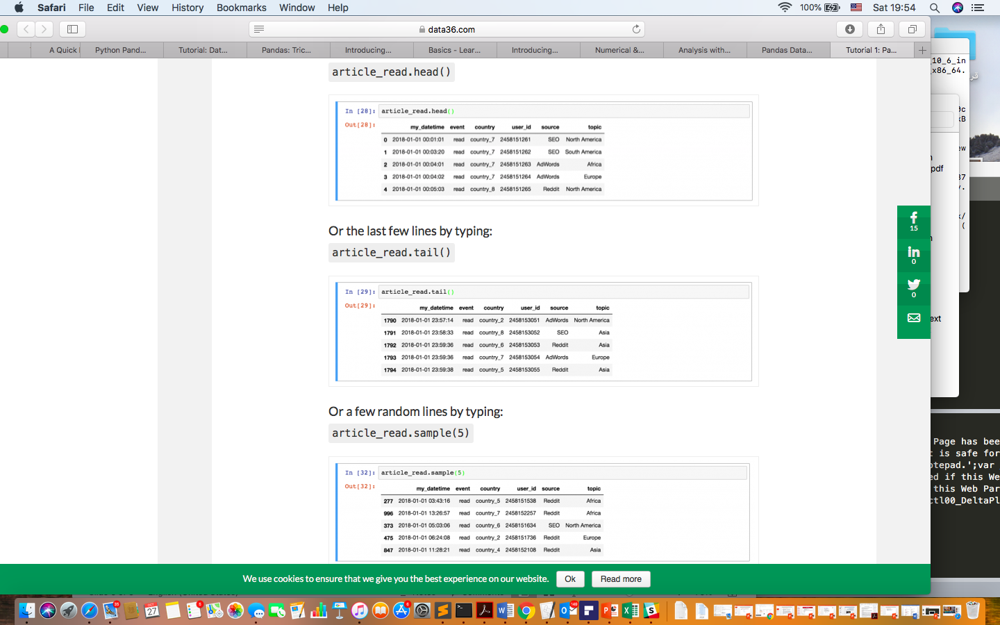 Safari File Edit View History Bookmarks Window Help 100% Sat 19:54
data36.com
A Quick Python Pand... Tutorial: Dat... Pandas: Tric... Introducing... Basics - Lear... Introducing... Numerical &... Analysis with... Pandas Data... Tutorial 1: Pa...
article_read.head()
In [28]: article_read.head()
Out[28]:
my_datetime event country user_id source topic
0 2018-01-01 00:01:01 read country_7 2458151261 SEO North America
1 2018-01-01 00:03:20 read country_7 2458151262 SEO South America
2 2018-01-01 00:04:01 read country_7 2458151263 AdWords Africa
3 2018-01-01 00:04:02 read country_7 2458151264 AdWords Europe
4 2018-01-01 00:05:03 read country_8 2458151265 Reddit North America
Or the last few lines by typing:
article_read.tail()
In [29]: article_read.tail()
Out[29]:
my_datetime event country user_id source topic
1790 2018-01-01 23:57:14 read country_2 2458153051 AdWords North America
1791 2018-01-01 23:58:33 read country_8 2458153052 SEO Asia
1792 2018-01-01 23:59:36 read country_6 2458153053 Reddit Asia
1793 2018-01-01 23:59:36 read country_7 2458153054 AdWords Europe
1794 2018-01-01 23:59:38 read country_5 2458153055 Reddit Asia
Or a few random lines by typing:
article_read.sample(5)
In [32]: article_read.sample(5)
Out[32]:
my_datetime event country user_id source topic
277 2018-01-01 03:43:16 read country_5 2458151538 Reddit Africa
996 2018-01-01 13:26:57 read country_7 2458152257 Reddit Africa
373 2018-01-01 05:03:06 read country_6 2458151634 SEO North America
475 2018-01-01 06:24:08 read country_2 2458151736 Reddit Europe
847 2018-01-01 11:28:21 read country_4 2458152108 Reddit Asia
15
in
0
0
_10_6_in
x86_64.
pdf
ext
Page has bee
t is safe for
otepad.';var
ed if this We
this Web Par
ctl00_DeltaPl
We use cookies to ensure that we give you the best experience on our website. Ok Read more
OCT
27